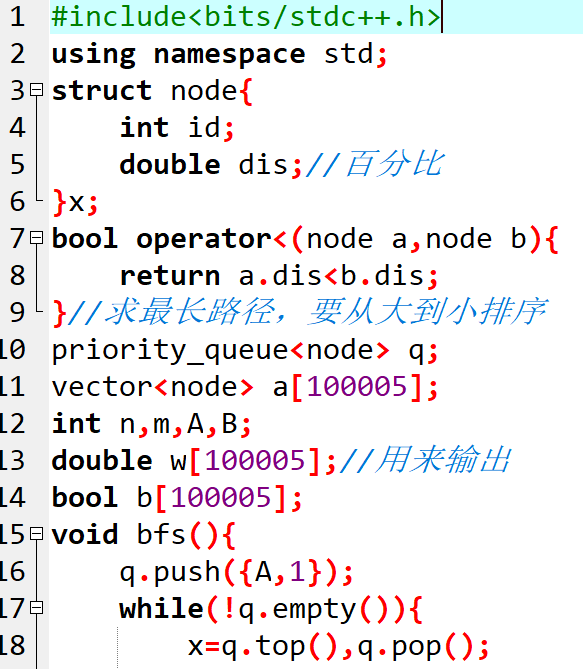 1 #include<bits/stdc++.h>
2 using namespace std;
3 struct node{
4     int id;
5     double dis;//百分比
6 }x;
7 bool operator<(node a,node b){
8     return a.dis<b.dis;
9 }//求最长路径，要从大到小排序
10 priority_queue<node> q;
11 vector<node> a[100005];
12 int n,m,A,B;
13 double w[100005];//用来输出
14 bool b[100005];
15 void bfs(){
16     q.push({A,1});
17     while(!q.empty()){
18         x=q.top(),q.pop();